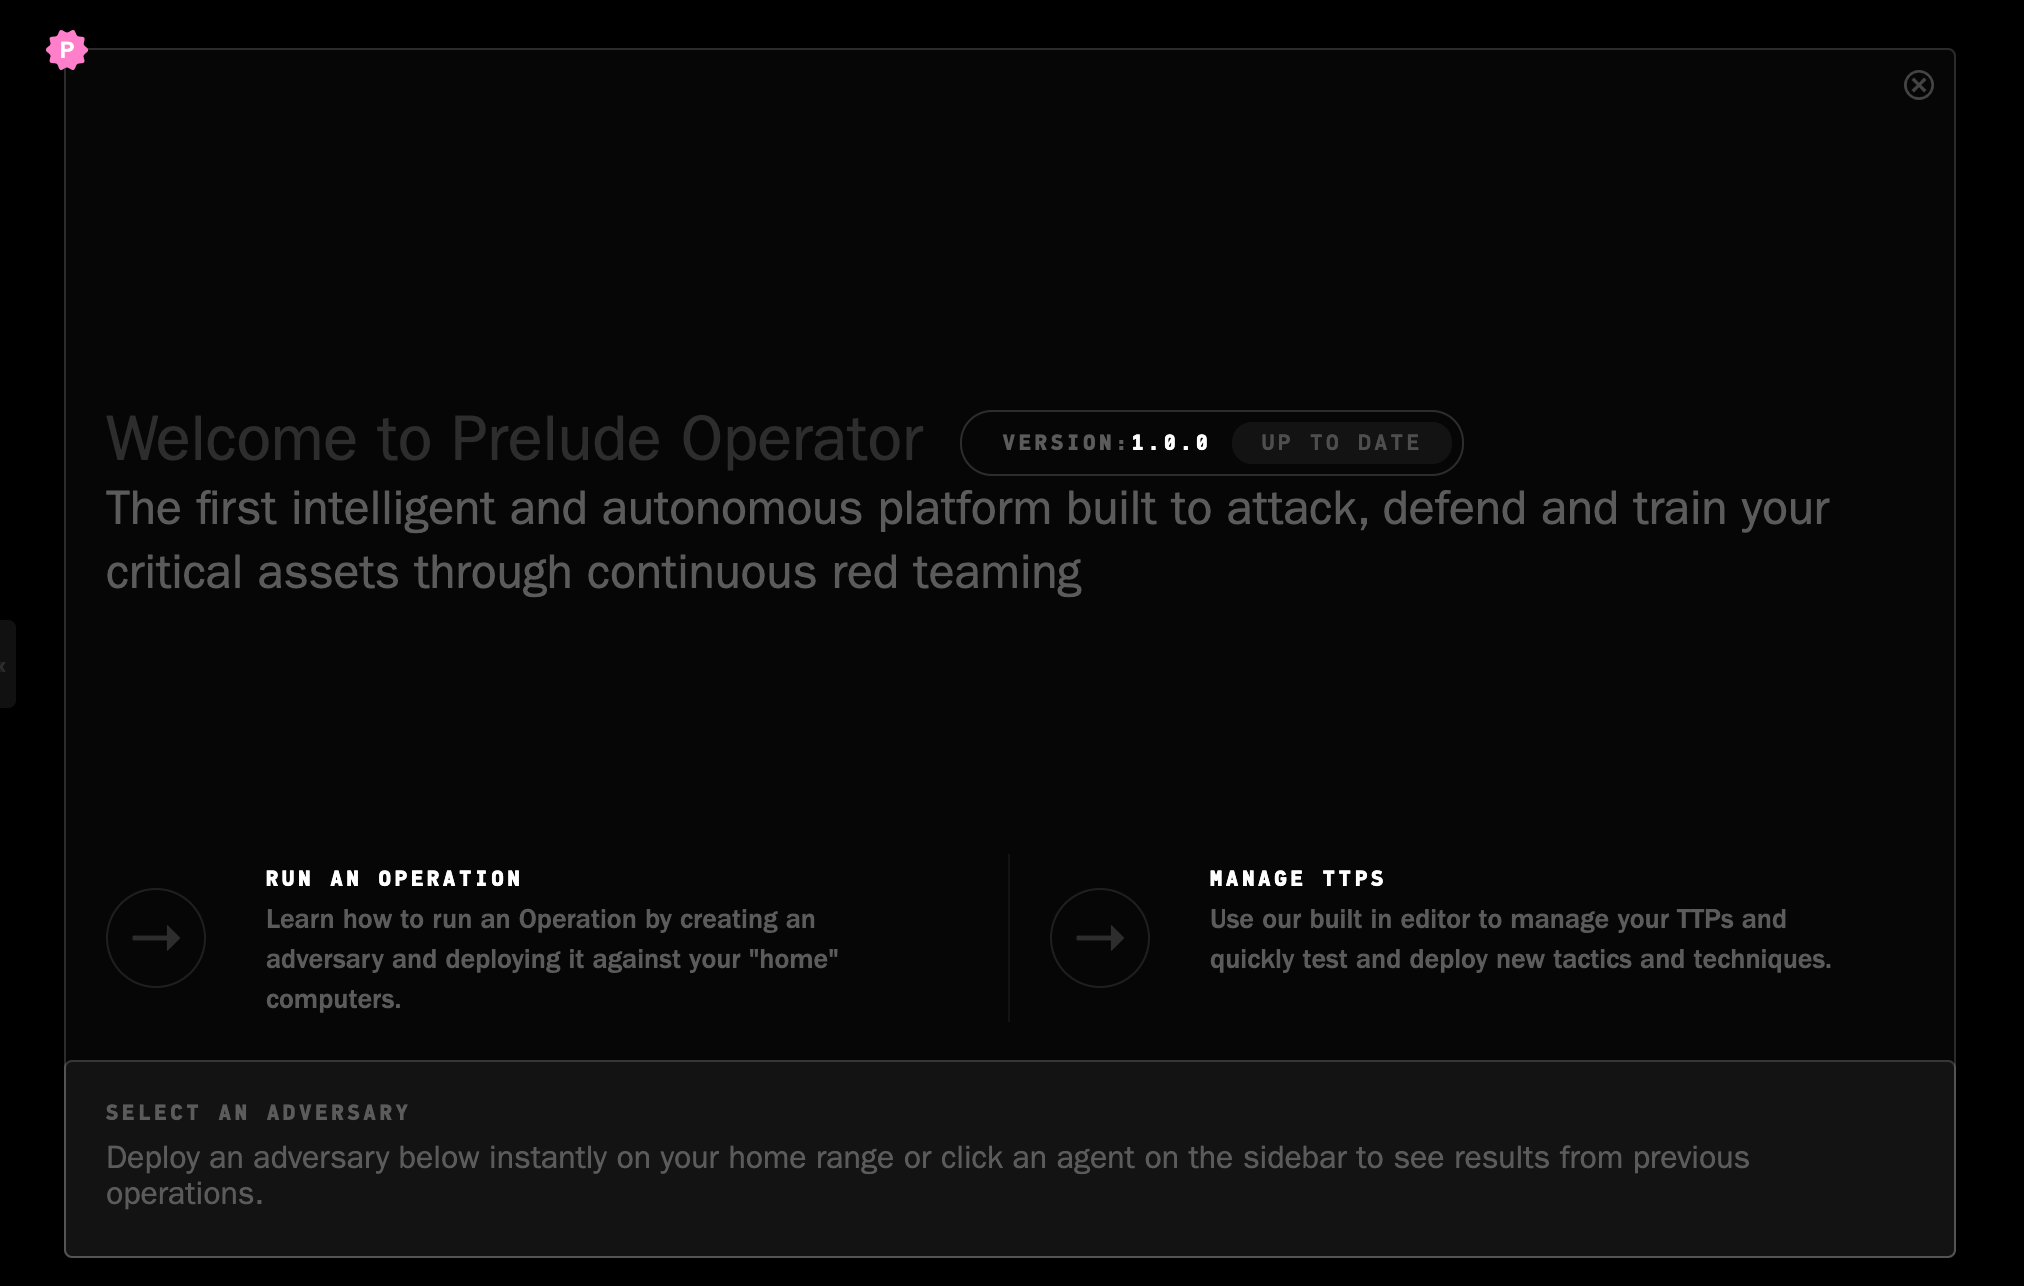 P
Welcome to Prelude Operator
VERSION:1.0.0 UP TO DATE
The first intelligent and autonomous platform built to attack, defend and train your
critical assets through continuous red teaming
RUN AN OPERATION
Learn how to run an Operation by creating an
adversary and deploying it against your "home"
computers.
MANAGE TTPS
Use our built in editor to manage your TTPs and
quickly test and deploy new tactics and techniques.
SELECT AN ADVERSARY
Deploy an adversary below instantly on your home range or click an agent on the sidebar to see results from previous
operations.